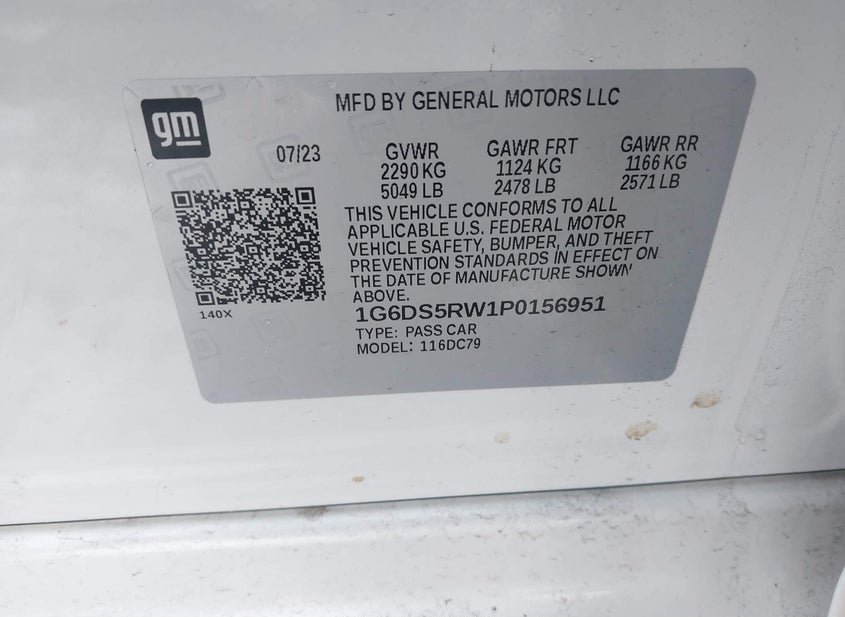 gm
MFD BY GENERAL MOTORS LLC
07/23
GVWR
2290 KG
5049 LB
GAWR FRT
1124 KG
2478 LB
GAWR RR
1166 KG
2571 LB
THIS VEHICLE CONFORMS TO ALL
APPLICABLE U.S. FEDERAL MOTOR
VEHICLE SAFETY, BUMPER, AND THEFT
PREVENTION STANDARDS IN EFFECT ON
THE DATE OF MANUFACTURE SHOWN
ABOVE.
140X
1G6DS5RW1P0156951
TYPE: PASS CAR
MODEL: 116DC79